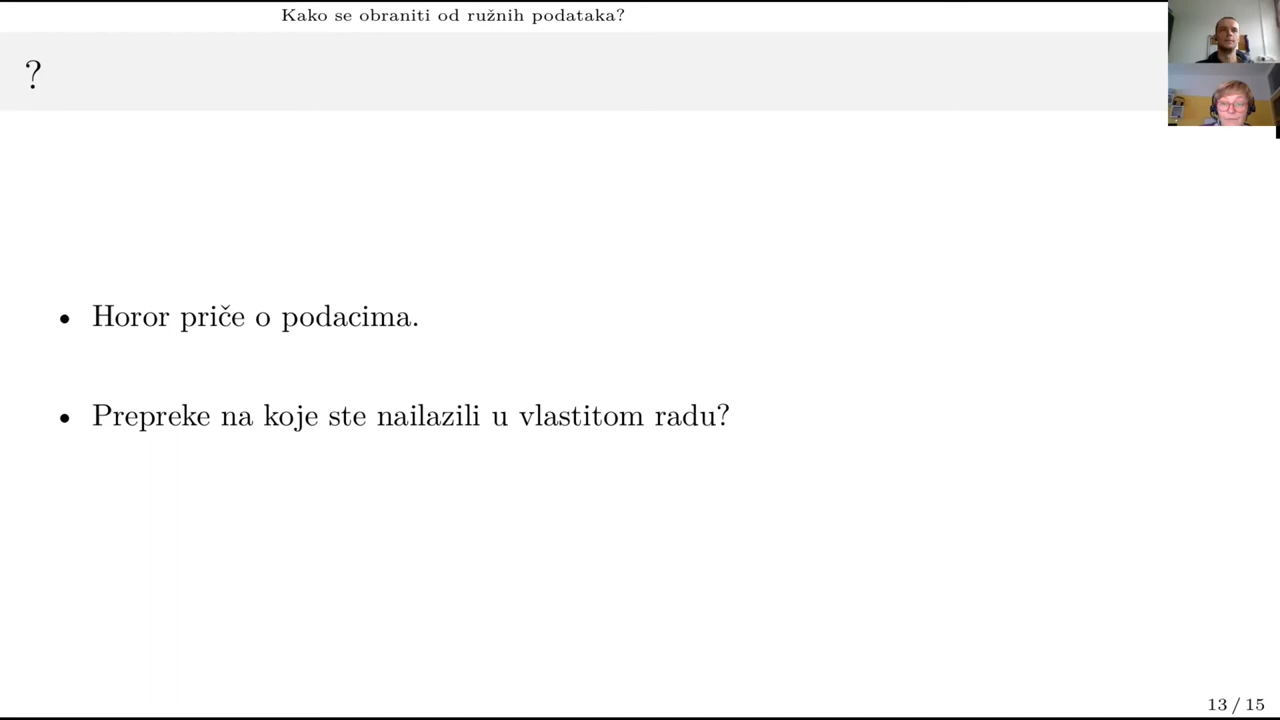 Kako se obraniti od ružnih podataka?
?
• Horor priče o podacima.
• Prepreke na koje ste nailazili u vlastitom radu?
13 / 15